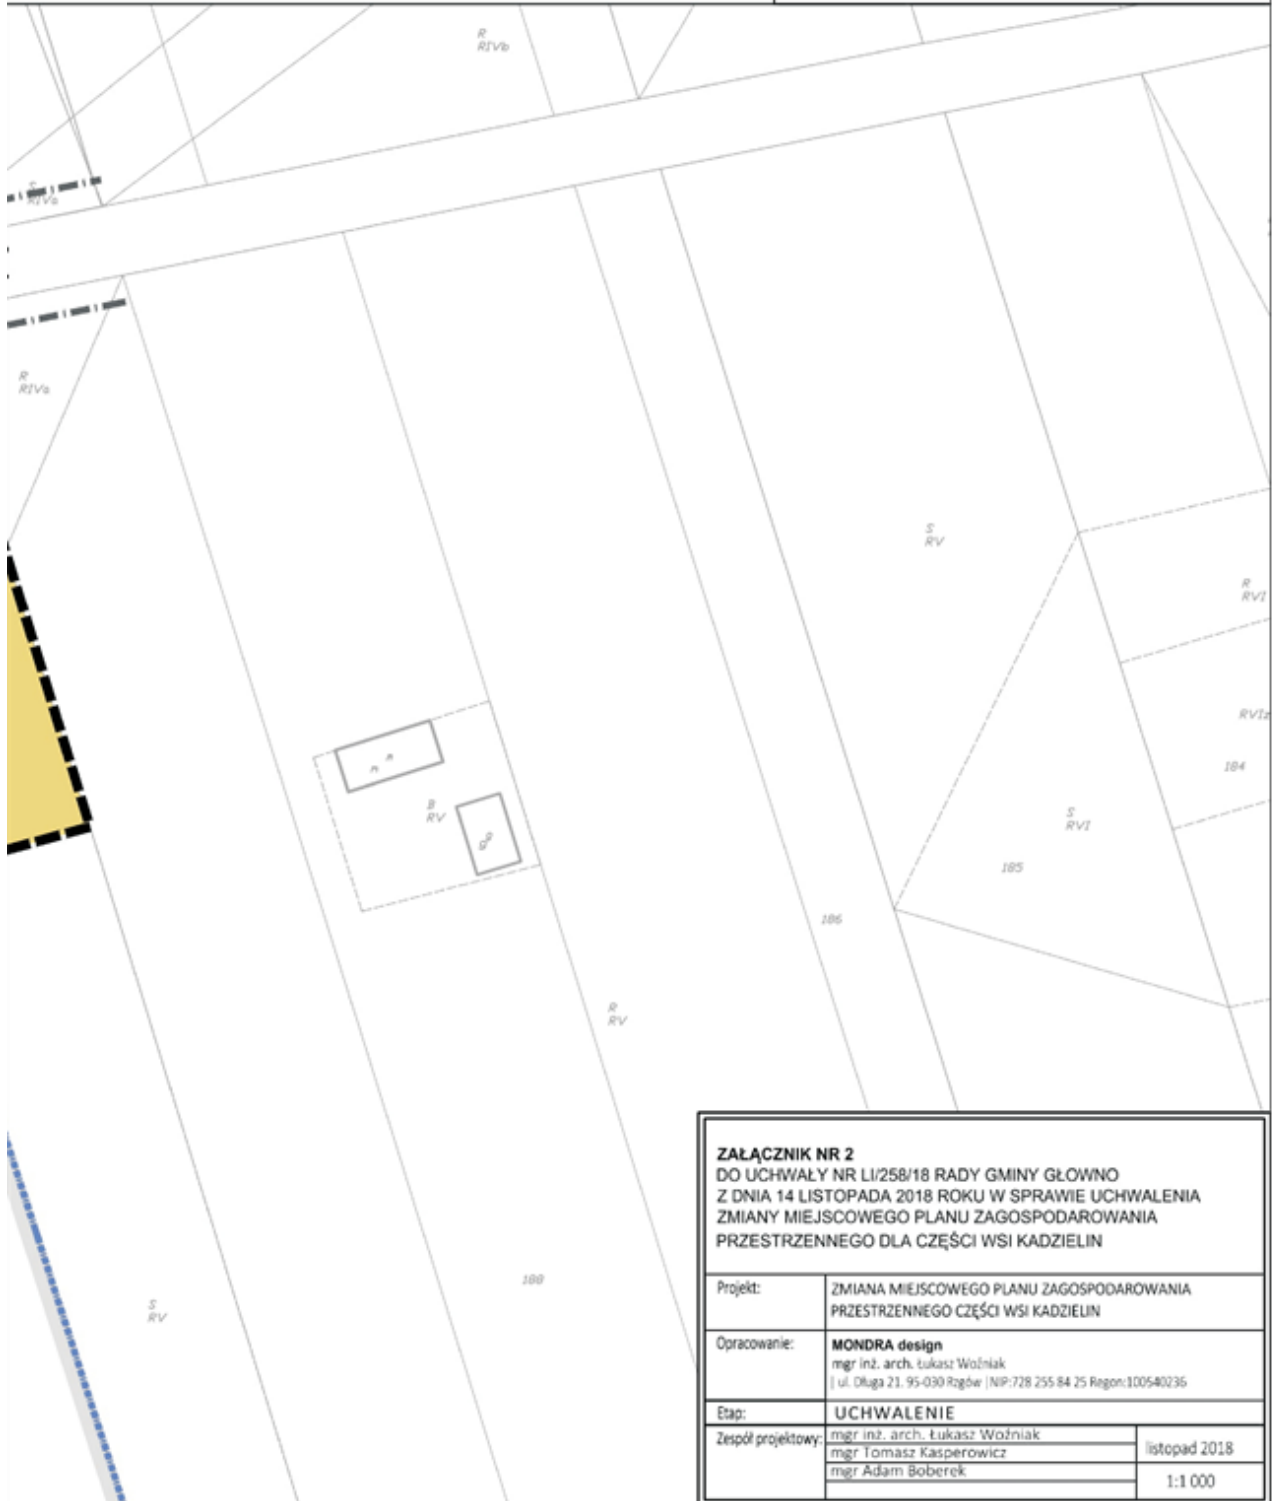 R
RIVb
S
RIVa
R
RIVa
S
RV
R
RVI
RVIz
184
n n
B
RV
g g
S
RVI
185
186
R
RV
188
S
RV
ZAŁĄCZNIK NR 2
DO UCHWAŁY NR LI/258/18 RADY GMINY GŁOWNO
Z DNIA 14 LISTOPADA 2018 ROKU W SPRAWIE UCHWALENIA
ZMIANY MIEJSCOWEGO PLANU ZAGOSPODAROWANIA
PRZESTRZENNEGO DLA CZĘŚCI WSI KADZIELIN
Projekt: ZMIANA MIEJSCOWEGO PLANU ZAGOSPODAROWANIA
PRZESTRZENNEGO CZĘŚCI WSI KADZIELIN
Opracowanie: MONDRA design
mgr inż. arch. Łukasz Woźniak
| ul. Długa 21. 95-030 Rzgów |NIP:728 255 84 25 Regon:100540236
Etap: UCHWALENIE
Zespół projektowy: mgr inż. arch. Łukasz Woźniak
mgr Tomasz Kasperowicz
mgr Adam Boberek
listopad 2018
1:1 000